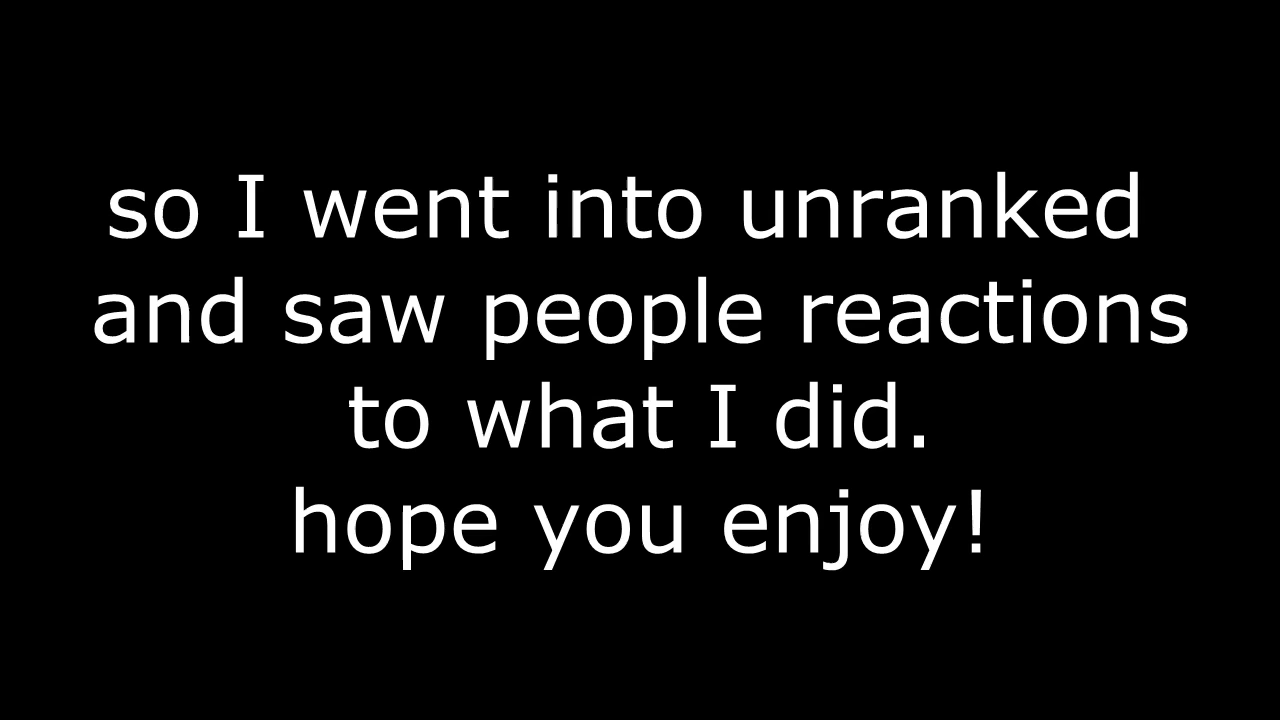 so I went into unranked
and saw people reactions
to what I did.
hope you enjoy!